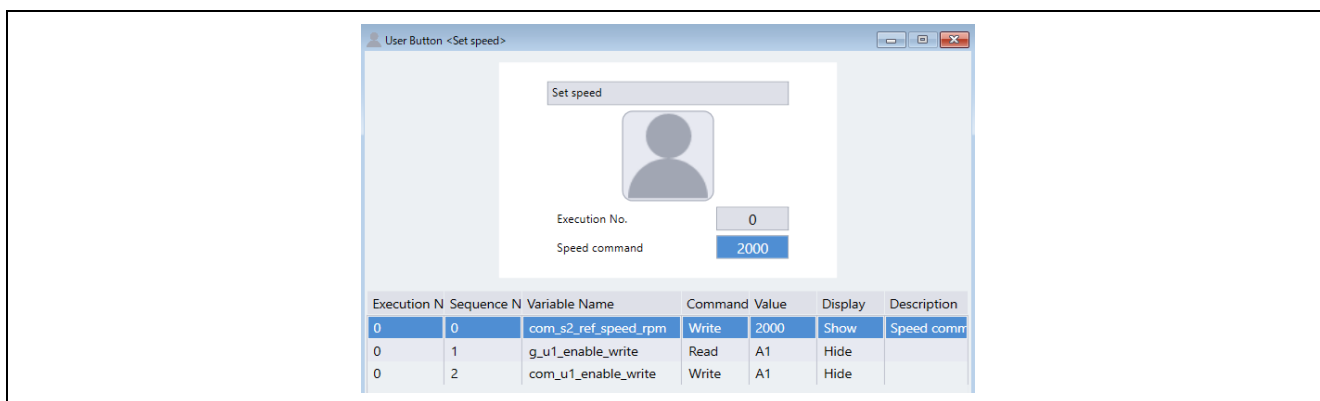 User Button <Set speed>
Set speed
Execution No. 0
Speed command 2000
Execution N Sequence N Variable Name Command Value Display Description
0 0 com_s2_ref_speed_rpm Write 2000 Show Speed comm
0 1 g_u1_enable_write Read A1 Hide
0 2 com_u1_enable_write Write A1 Hide